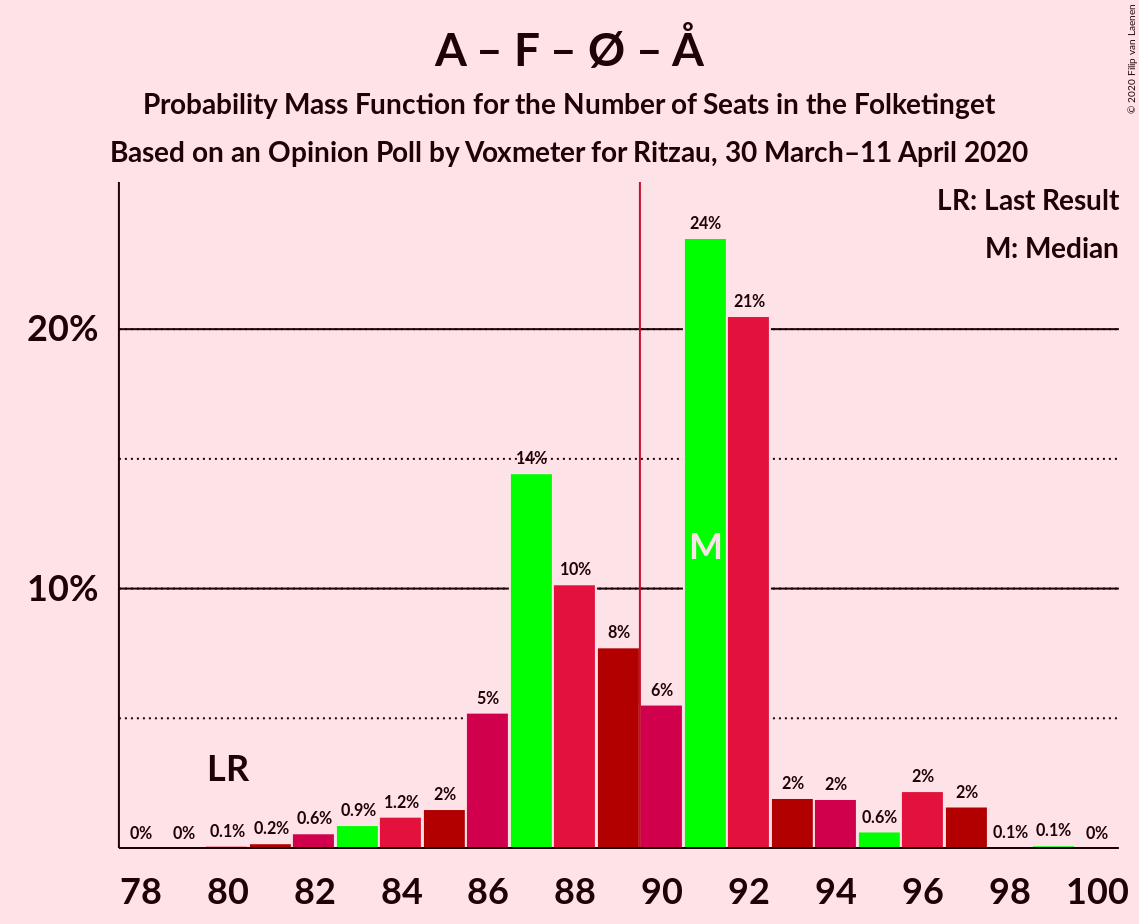 A – F – Ø – Å
Probability Mass Function for the Number of Seats in the Folketinget
Based on an Opinion Poll by Voxmeter for Ritzau, 30 March–11 April 2020
© 2020 Filip van Laenen
LR: Last Result
M: Median
24%
21%
20%
14%
M
10%
10%
8%
6%
5%
LR
0%
0%
0.1%
0.2%
0.6%
0.9%
1.2%
2%
2%
2%
0.6%
2%
2%
0.1%
0.1%
0%
78 80 82 84 86 88 90 92 94 96 98 100